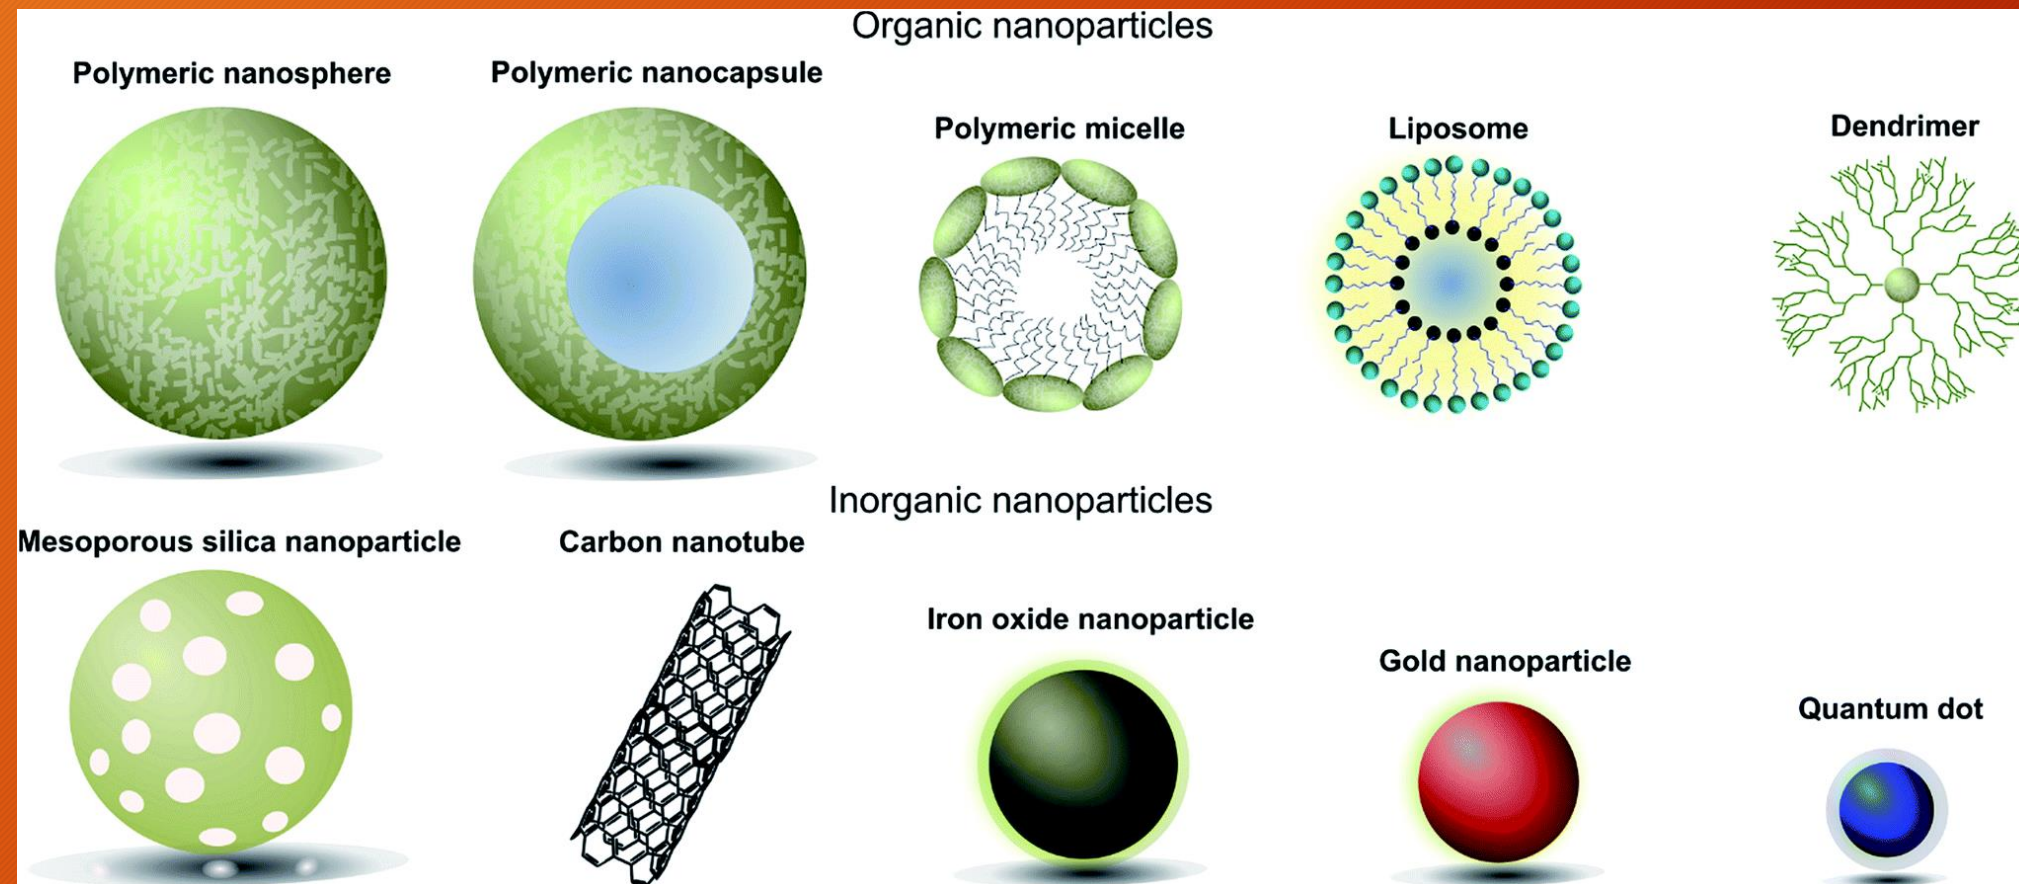 Organic nanoparticles
Polymeric nanosphere
Polymeric nanocapsule
Polymeric micelle
Liposome
Dendrimer
Inorganic nanoparticles
Mesoporous silica nanoparticle
Carbon nanotube
Iron oxide nanoparticle
Gold nanoparticle
Quantum dot